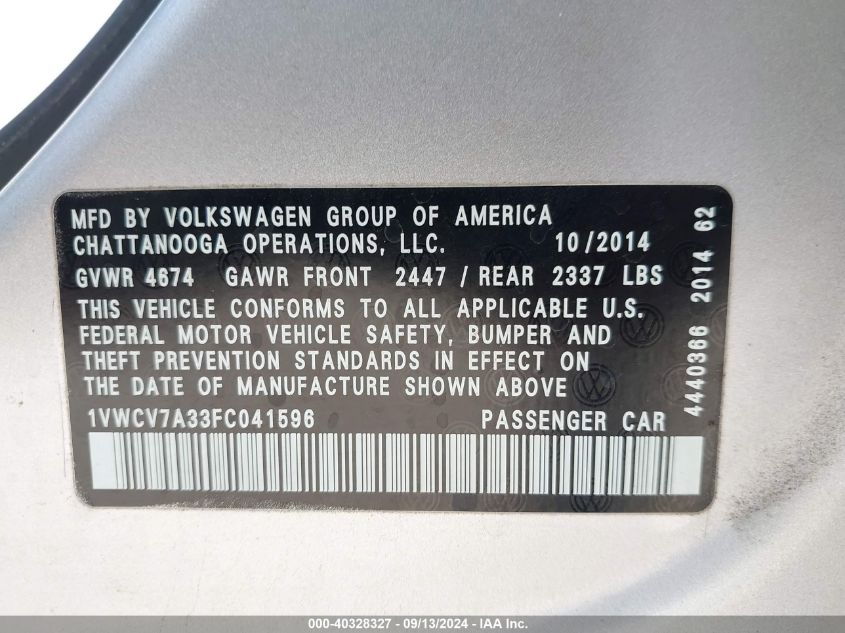 MFD BY VOLKSWAGEN GROUP OF AMERICA
CHATTANOOGA OPERATIONS, LLC. 10/2014
GVWR 4674 GAWR FRONT 2447 / REAR 2337 LBS
THIS VEHICLE CONFORMS TO ALL APPLICABLE U.S.
FEDERAL MOTOR VEHICLE SAFETY, BUMPER AND
THEFT PREVENTION STANDARDS IN EFFECT ON
THE DATE OF MANUFACTURE SHOWN ABOVE
1VWCV7A33FC041596 PASSENGER CAR
4440366 2014 62
000-40328327 - 09/13/2024 - IAA Inc.